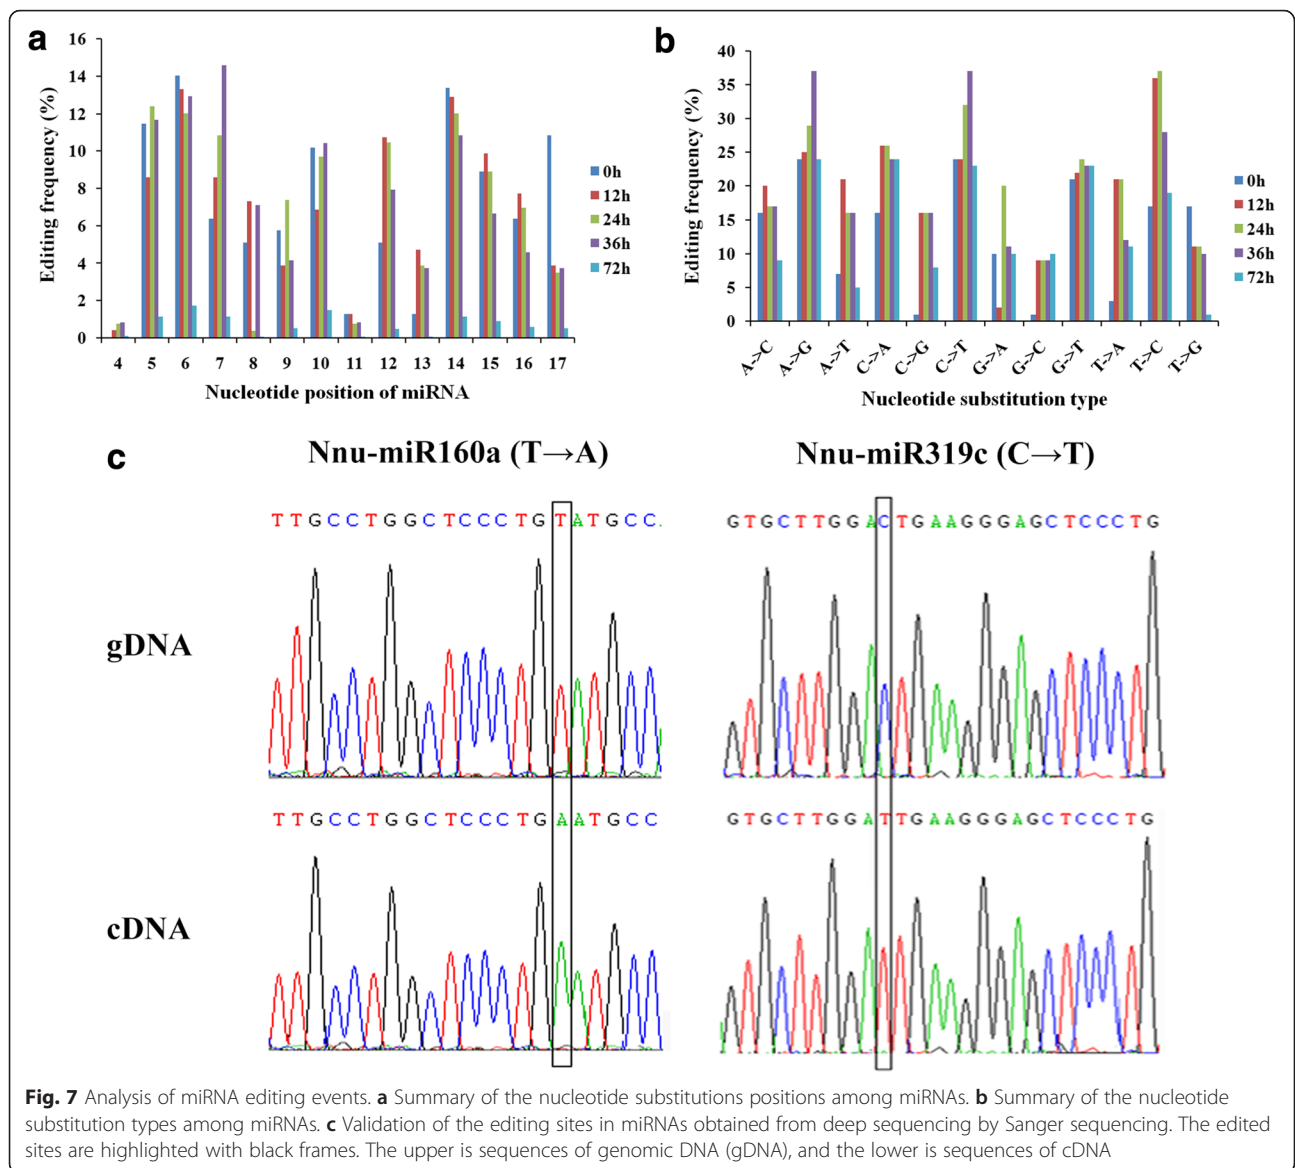 a
16
14
12
10
8
6
4
2
0
Editing frequency (%)
4 5 6 7 8 9 10 11 12 13 14 15 16 17
Nucleotide position of miRNA
0h
12h
24h
36h
72h
b
40
35
30
25
20
15
10
5
0
Editing frequency (%)
A->C A->G A->T C->A C->G C->T G->A G->C G->T T->A T->C T->G
Nucleotide substitution type
0h
12h
24h
36h
72h
c
Nnu-miR160a (T→A)
Nnu-miR319c (C→T)
gDNA
T T G C C T G G C T C C C T G T A T G C C.
G T G C T T G G A C T G A A G G G A G C T C C C T G
cDNA
T T G C C T G G C T C C C T G A A T G C C
G T G C T T G G A T T G A A G G G A G C T C C C T G
Fig. 7 Analysis of miRNA editing events. a Summary of the nucleotide substitutions positions among miRNAs. b Summary of the nucleotide
substitution types among miRNAs. c Validation of the editing sites in miRNAs obtained from deep sequencing by Sanger sequencing. The edited
sites are highlighted with black frames. The upper is sequences of genomic DNA (gDNA), and the lower is sequences of cDNA